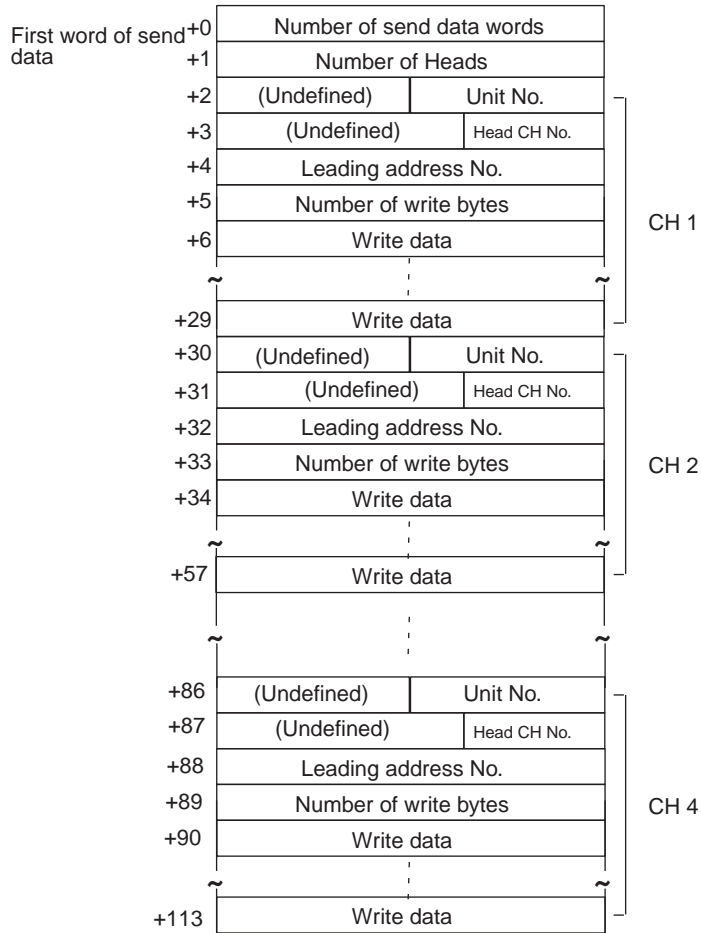 First word of send data
+0 Number of send data words
+1 Number of Heads
+2 (Undefined) Unit No.
+3 (Undefined) Head CH No.
+4 Leading address No.
+5 Number of write bytes
+6 Write data
CH 1
~ ~
+29 Write data
+30 (Undefined) Unit No.
+31 (Undefined) Head CH No.
+32 Leading address No.
+33 Number of write bytes
+34 Write data
CH 2
~ ~
+57 Write data
~ ~
+86 (Undefined) Unit No.
+87 (Undefined) Head CH No.
+88 Leading address No.
+89 Number of write bytes
+90 Write data
CH 4
~ ~
+113 Write data